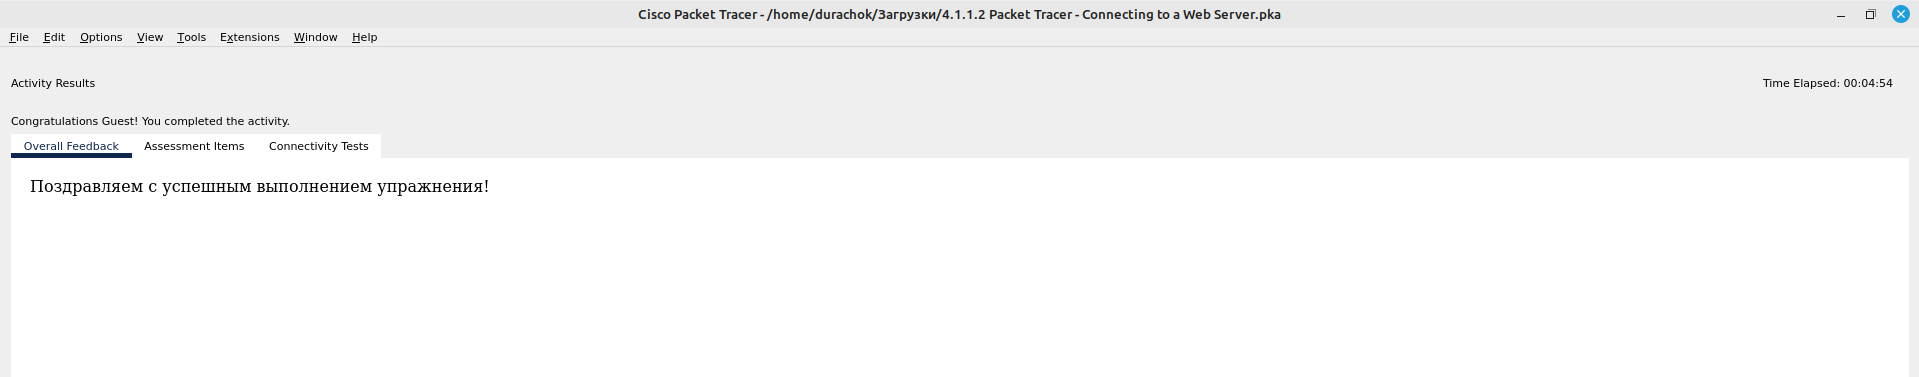 Cisco Packet Tracer - /home/durachok/Загрузки/4.1.1.2 Packet Tracer - Connecting to a Web Server.pka
File Edit Options View Tools Extensions Window Help
Activity Results Time Elapsed: 00:04:54
Congratulations Guest! You completed the activity.
Overall Feedback Assessment Items Connectivity Tests
Поздравляем с успешным выполнением упражнения!